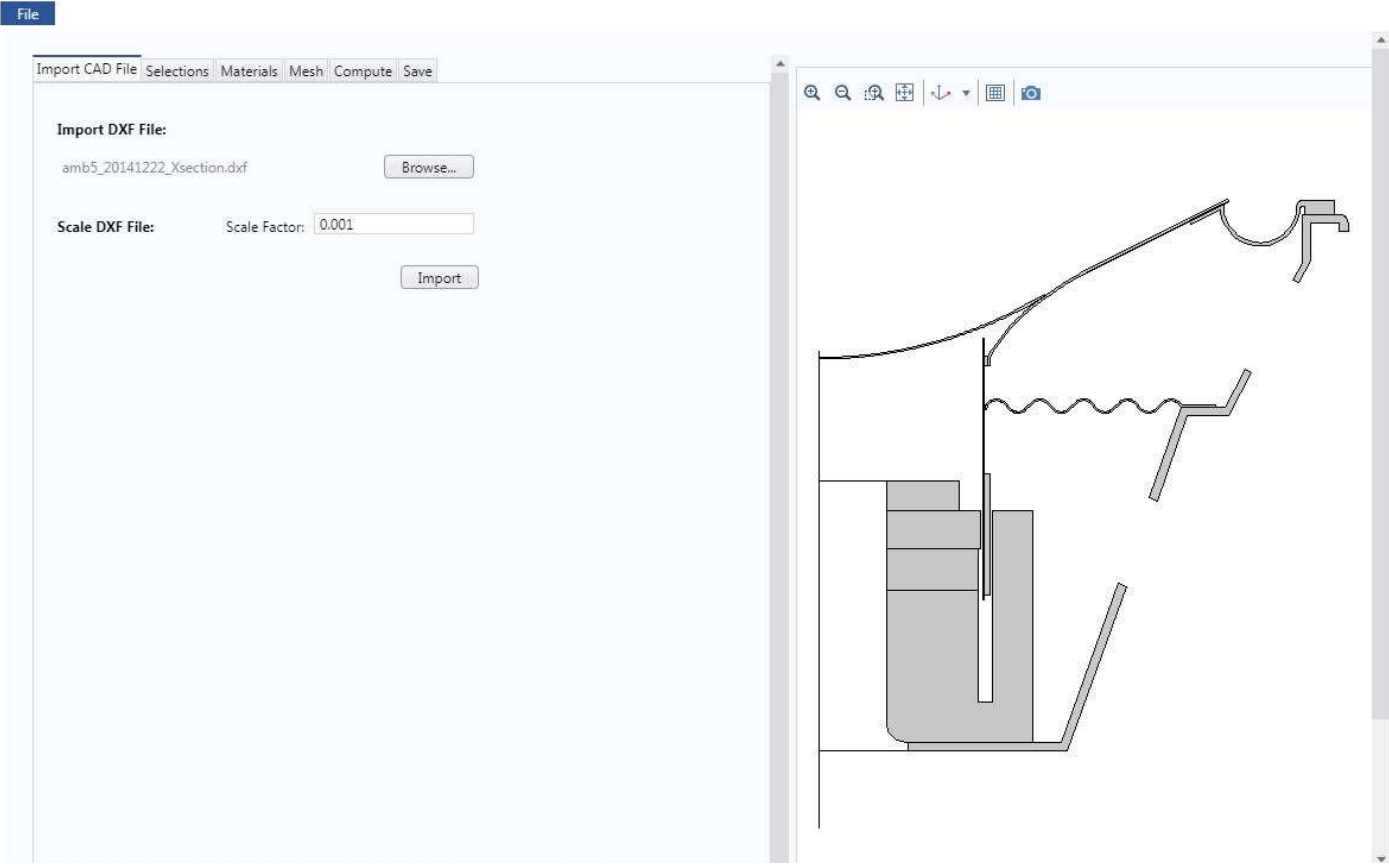 File
Import CAD File Selections Materials Mesh Compute Save
Import DXF File:
amb5_20141222_Xsection.dxf Browse...
Scale DXF File: Scale Factor: 0.001
Import